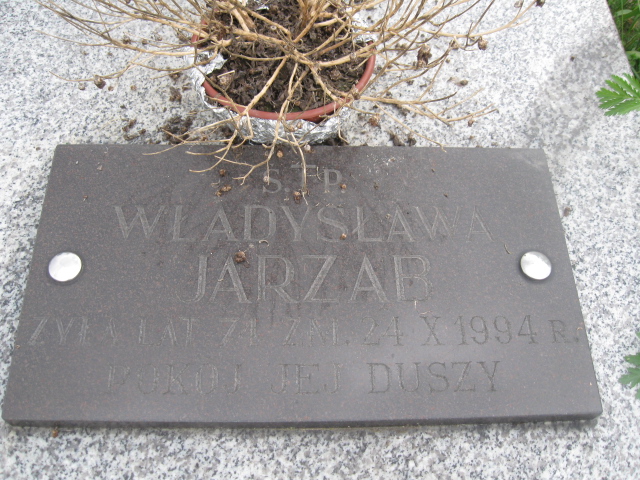 Ś. P.
WŁADYSŁAWA
JARZĄB
ŻYŁA LAT 71 ZM. 24 X 1994 R.
POKÓJ JEJ DUSZY